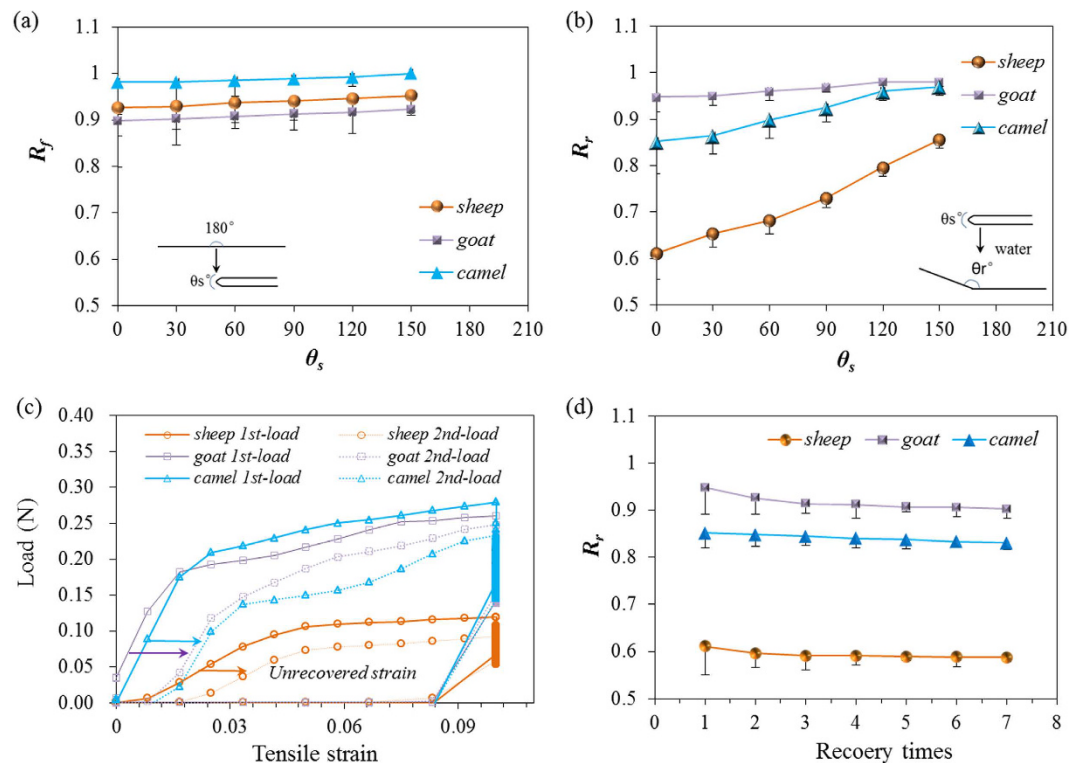 (a)
1.1
1
0.9
0.8
0.7
0.6
0.5
R_f
0 30 60 90 120 150 180 210
θ_s
sheep
goat
camel
180°
θs°
(b)
1.1
1
0.9
0.8
0.7
0.6
0.5
R_r
0 30 60 90 120 150 180 210
θ_s
sheep
goat
camel
θs°
water
θr°
(c)
0.40
0.35
0.30
0.25
0.20
0.15
0.10
0.05
0.00
Load (N)
sheep 1st-load sheep 2nd-load
goat 1st-load goat 2nd-load
camel 1st-load camel 2nd-load
Unrecovered strain
0 0.03 0.06 0.09
Tensile strain
(d)
1.1
1
0.9
0.8
0.7
0.6
0.5
R_r
sheep goat camel
0 1 2 3 4 5 6 7 8
Recoery times